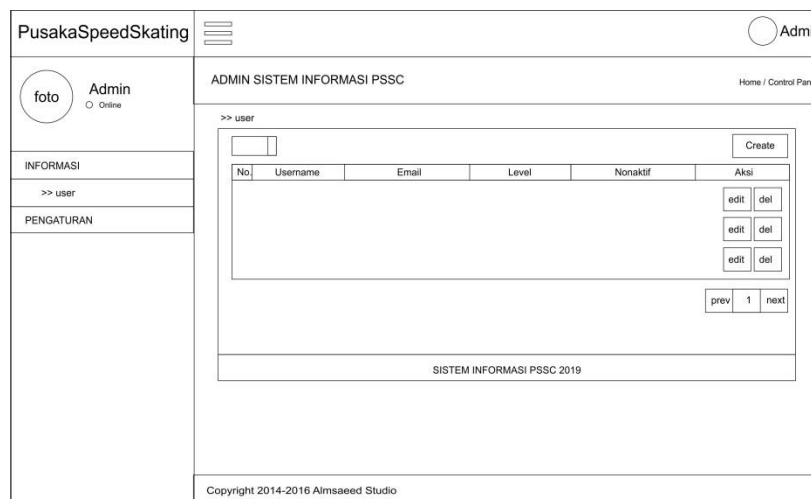 PusakaSpeedSkating
Admi
foto
Admin
Online
INFORMASI
>> user
PENGATURAN
ADMIN SISTEM INFORMASI PSSC
Home / Control Pan
>> user
Create
No. Username Email Level Nonaktif Aksi
edit del
edit del
edit del
prev 1 next
SISTEM INFORMASI PSSC 2019
Copyright 2014-2016 Almsaeed Studio